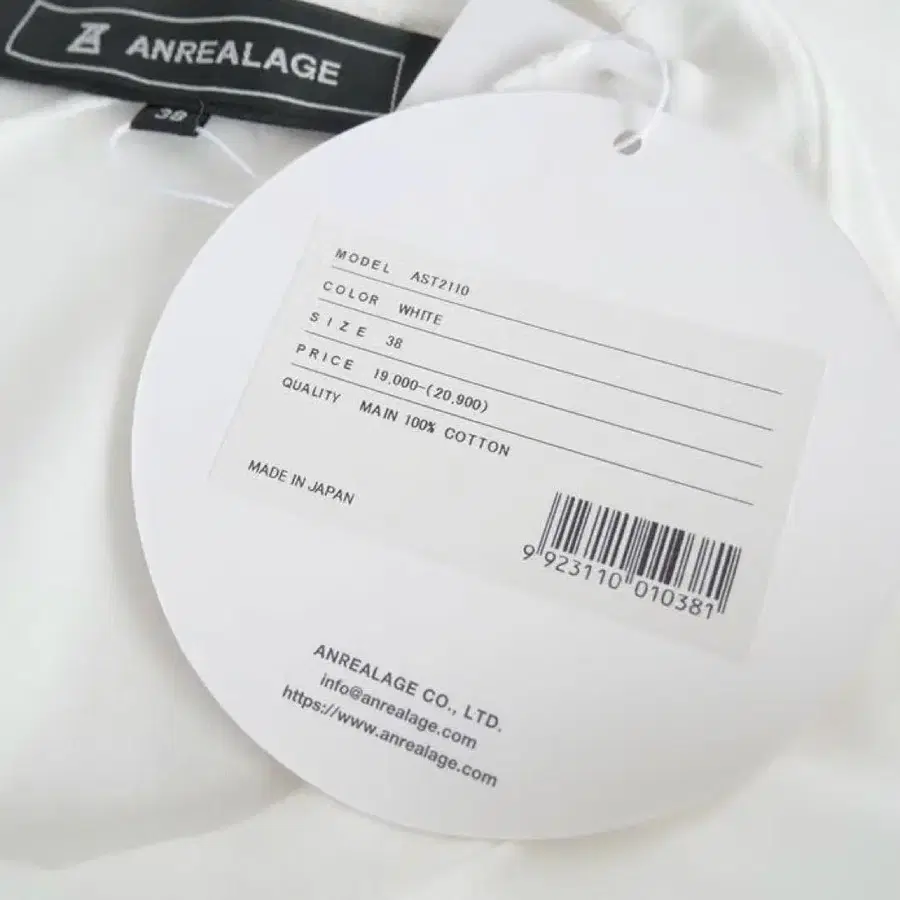 ANREALAGE
38
MODEL AST2110
COLOR WHITE
SIZE 38
PRICE 19,000-(20,900)
QUALITY MAIN 100% COTTON
MADE IN JAPAN
9 923110 010381
ANREALAGE CO., LTD.
info@anrealage.com
https://www.anrealage.com